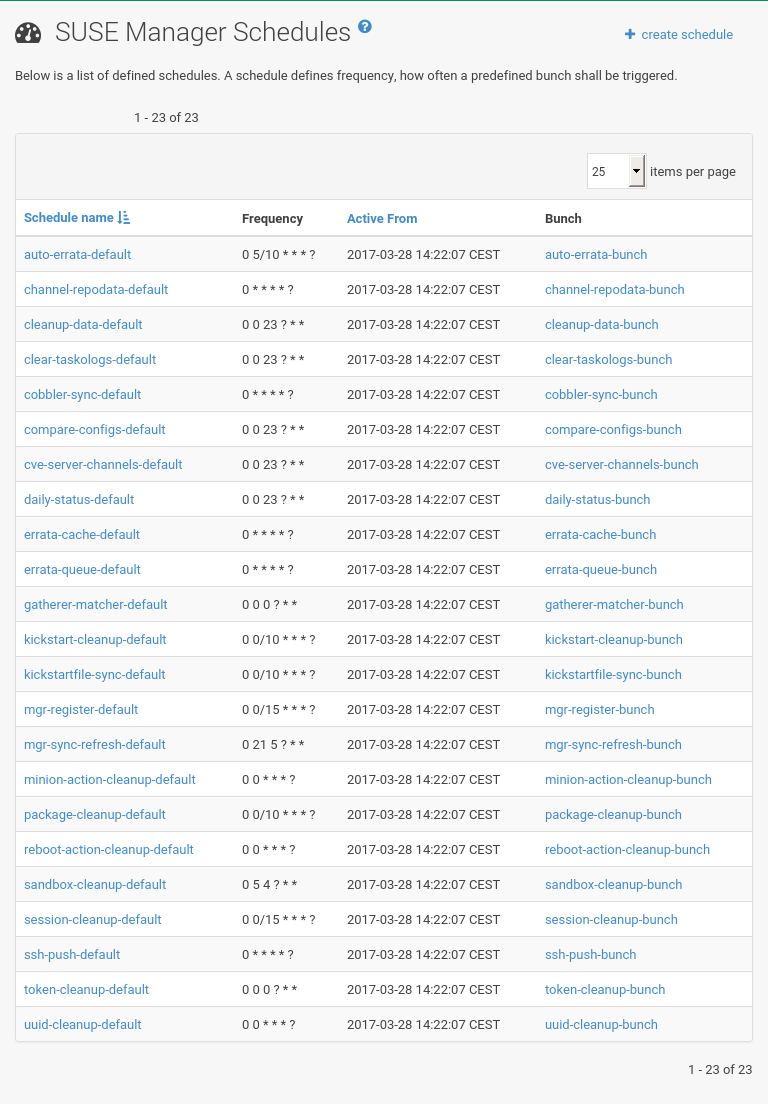 SUSE Manager Schedules ?
+ create schedule
Below is a list of defined schedules. A schedule defines frequency, how often a predefined bunch shall be triggered.
1 - 23 of 23
25 items per page
Schedule name Frequency Active From Bunch
auto-errata-default 0 5/10 * * * ? 2017-03-28 14:22:07 CEST auto-errata-bunch
channel-repodata-default 0 * * * * ? 2017-03-28 14:22:07 CEST channel-repodata-bunch
cleanup-data-default 0 0 23 ? * * 2017-03-28 14:22:07 CEST cleanup-data-bunch
clear-taskologs-default 0 0 23 ? * * 2017-03-28 14:22:07 CEST clear-taskologs-bunch
cobbler-sync-default 0 * * * * ? 2017-03-28 14:22:07 CEST cobbler-sync-bunch
compare-configs-default 0 0 23 ? * * 2017-03-28 14:22:07 CEST compare-configs-bunch
cve-server-channels-default 0 0 23 ? * * 2017-03-28 14:22:07 CEST cve-server-channels-bunch
daily-status-default 0 0 23 ? * * 2017-03-28 14:22:07 CEST daily-status-bunch
errata-cache-default 0 * * * * ? 2017-03-28 14:22:07 CEST errata-cache-bunch
errata-queue-default 0 * * * * ? 2017-03-28 14:22:07 CEST errata-queue-bunch
gatherer-matcher-default 0 0 0 ? * * 2017-03-28 14:22:07 CEST gatherer-matcher-bunch
kickstart-cleanup-default 0 0/10 * * * ? 2017-03-28 14:22:07 CEST kickstart-cleanup-bunch
kickstartfile-sync-default 0 0/10 * * * ? 2017-03-28 14:22:07 CEST kickstartfile-sync-bunch
mgr-register-default 0 0/15 * * * ? 2017-03-28 14:22:07 CEST mgr-register-bunch
mgr-sync-refresh-default 0 21 5 ? * * 2017-03-28 14:22:07 CEST mgr-sync-refresh-bunch
minion-action-cleanup-default 0 0 * * * ? 2017-03-28 14:22:07 CEST minion-action-cleanup-bunch
package-cleanup-default 0 0/10 * * * ? 2017-03-28 14:22:07 CEST package-cleanup-bunch
reboot-action-cleanup-default 0 0 * * * ? 2017-03-28 14:22:07 CEST reboot-action-cleanup-bunch
sandbox-cleanup-default 0 5 4 ? * * 2017-03-28 14:22:07 CEST sandbox-cleanup-bunch
session-cleanup-default 0 0/15 * * * ? 2017-03-28 14:22:07 CEST session-cleanup-bunch
ssh-push-default 0 * * * * ? 2017-03-28 14:22:07 CEST ssh-push-bunch
token-cleanup-default 0 0 0 ? * * 2017-03-28 14:22:07 CEST token-cleanup-bunch
uuid-cleanup-default 0 0 * * * ? 2017-03-28 14:22:07 CEST uuid-cleanup-bunch
1 - 23 of 23